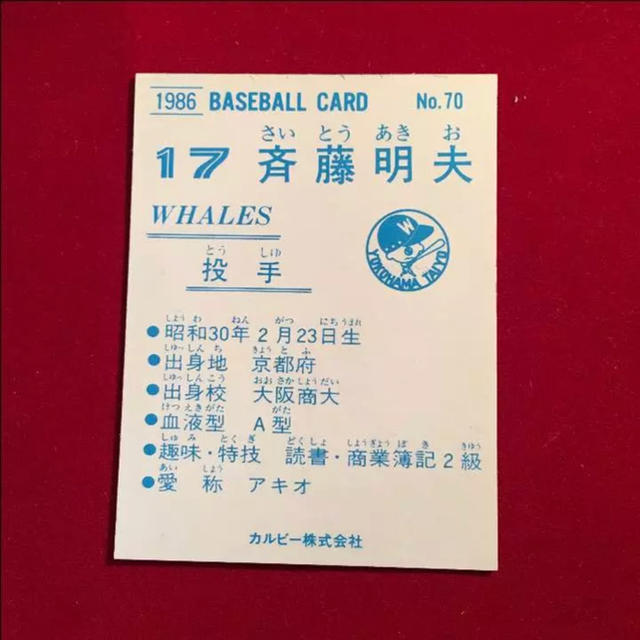 1986 BASEBALL CARD No.70
さい とう あき お
17 斉藤明夫
WHALES
W
YOKOHAMA TAIYO
とう しゅ
投手
しょうわ ねん がつ にちうまれ
●昭和30年2月23日生
しゅっしんち きょうとふ
●出身地 京都府
しゅっしんこう おおさかしょうだい
●出身校 大阪商大
けつえきがた がた
●血液型 A型
しゅみ とくぎ どくしょ しょうぎょうぼき きゅう
●趣味・特技 読書・商業簿記2級
あいしょう
●愛称 アキオ
カルビー株式会社